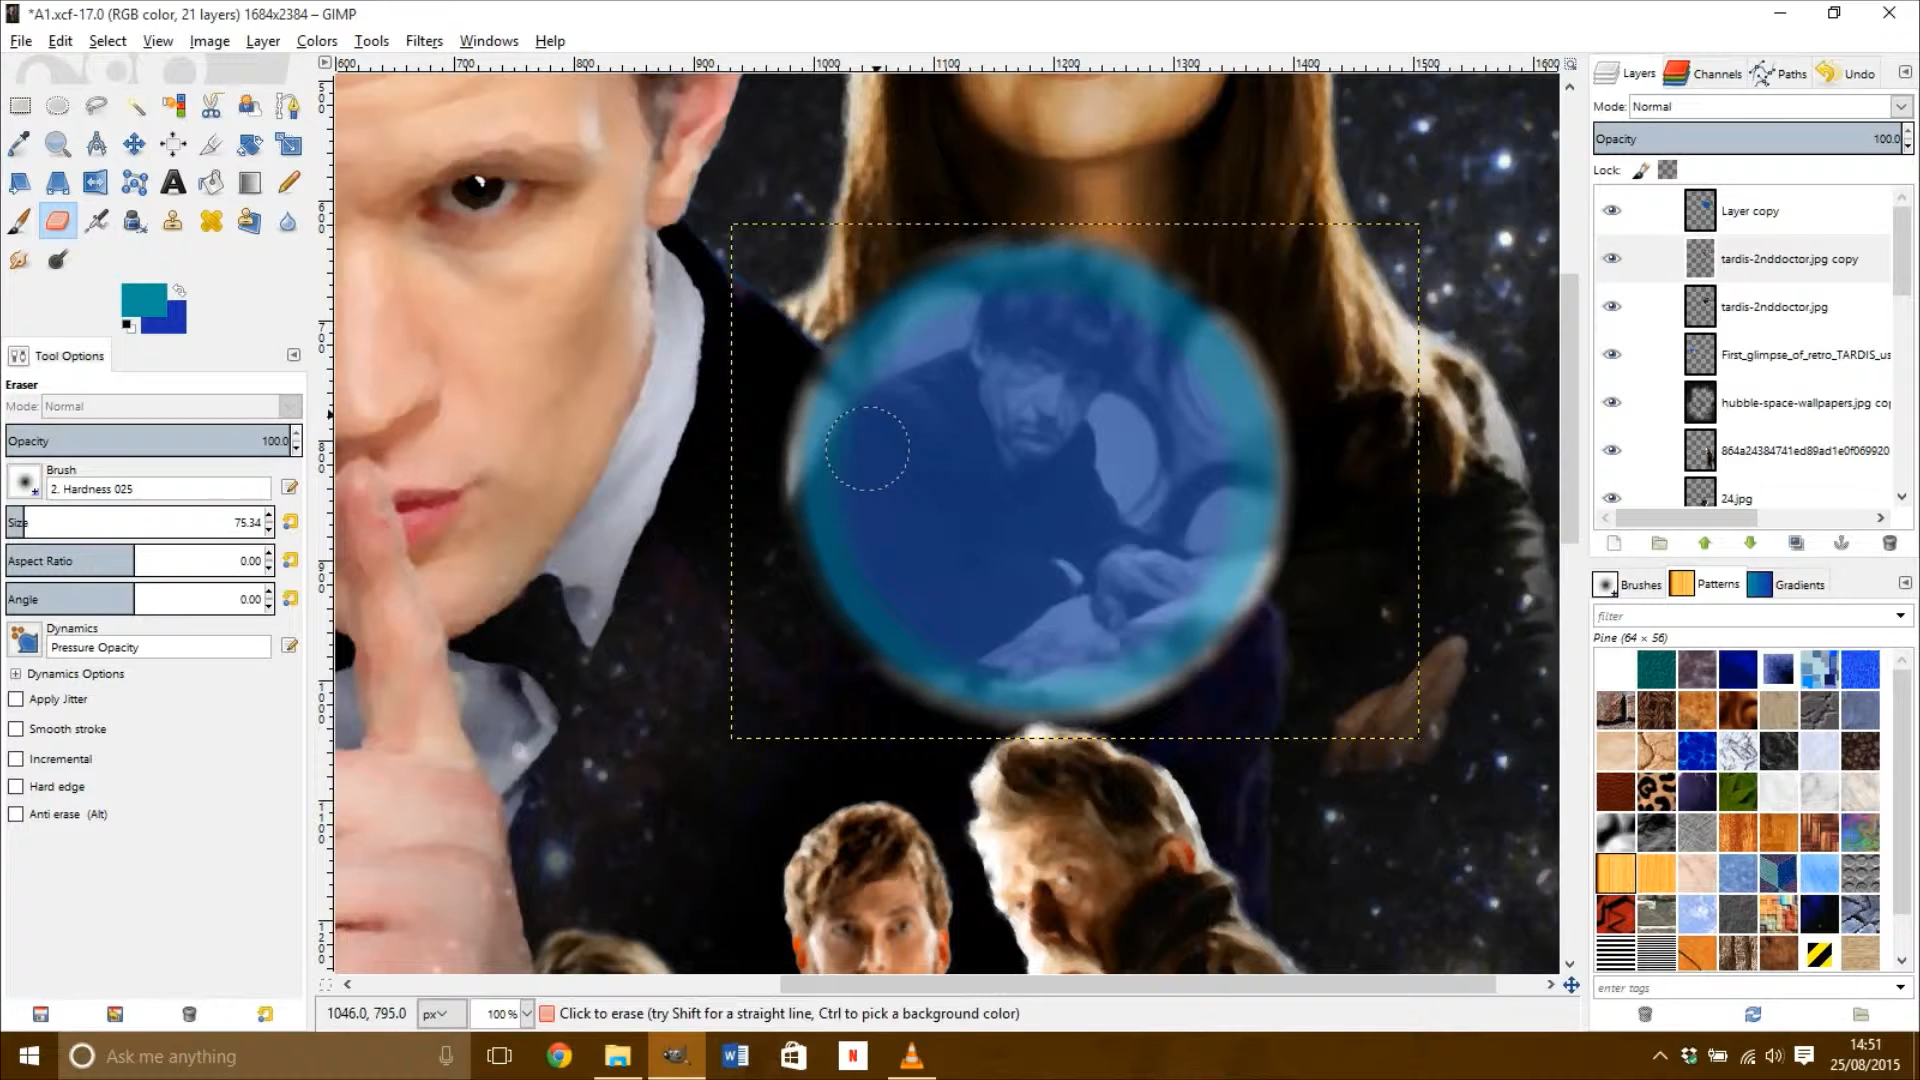 *A1.xcf-17.0 (RGB color, 21 layers) 1684x2384 – GIMP
File Edit Select View Image Layer Colors Tools Filters Windows Help
600 700 800 900 1000 1100 1200 1300 1400 1500 1600
Layers Channels Paths Undo
Mode: Normal
Opacity 100.0
Lock:
Layer copy
tardis-2nddoctor.jpg copy
tardis-2nddoctor.jpg
First_glimpse_of_retro_TARDIS_us
hubble-space-wallpapers.jpg cop
864a24384741ed89ad1e0f069920
24.jpg
Tool Options
Eraser
Mode: Normal
Opacity 100.0
Brush
2. Hardness 025
Size 75.34
Aspect Ratio 0.00
Angle 0.00
Dynamics
Pressure Opacity
Dynamics Options
Apply Jitter
Smooth stroke
Incremental
Hard edge
Anti erase (Alt)
Brushes Patterns Gradients
filter
Pine (64 × 56)
enter tags
1046.0, 795.0 px 100 % Click to erase (try Shift for a straight line, Ctrl to pick a background color)
Ask me anything
N
14:51
25/08/2015